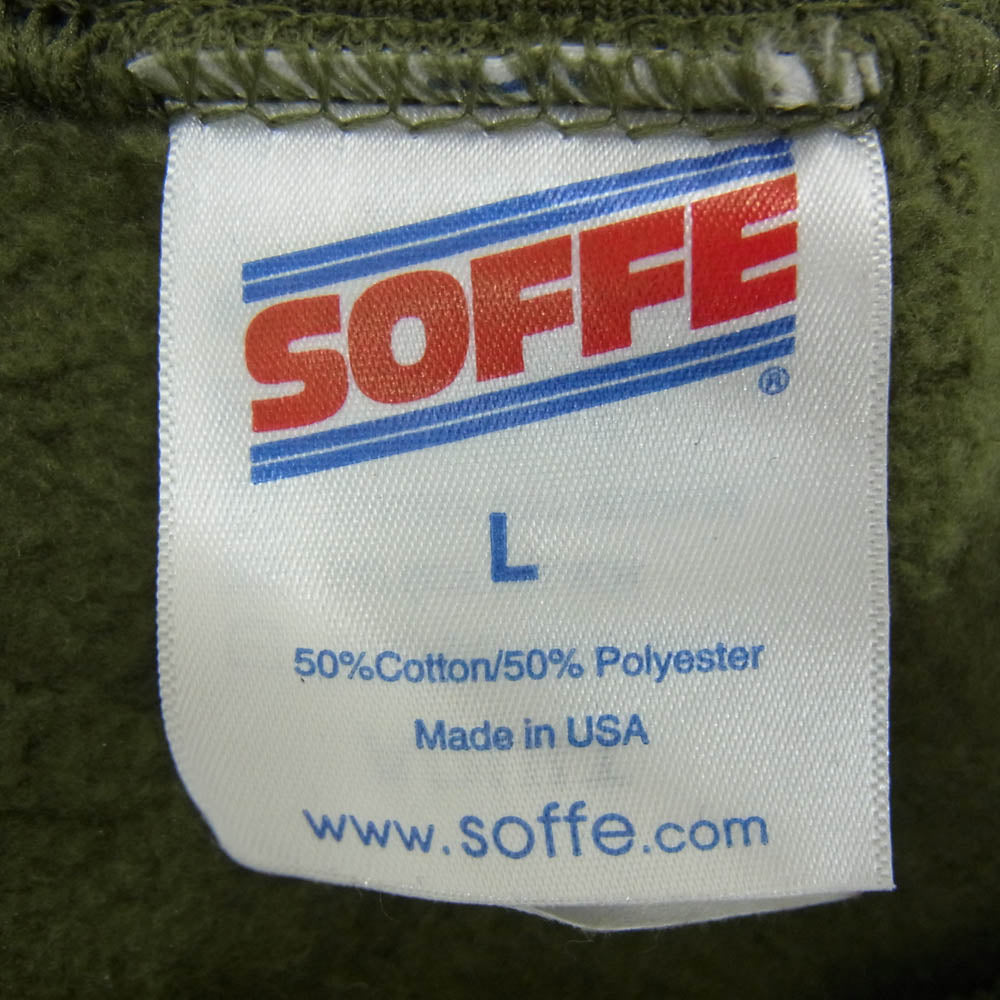 SOFFE
®
L
50%Cotton/50% Polyester
Made in USA
www.soffe.com